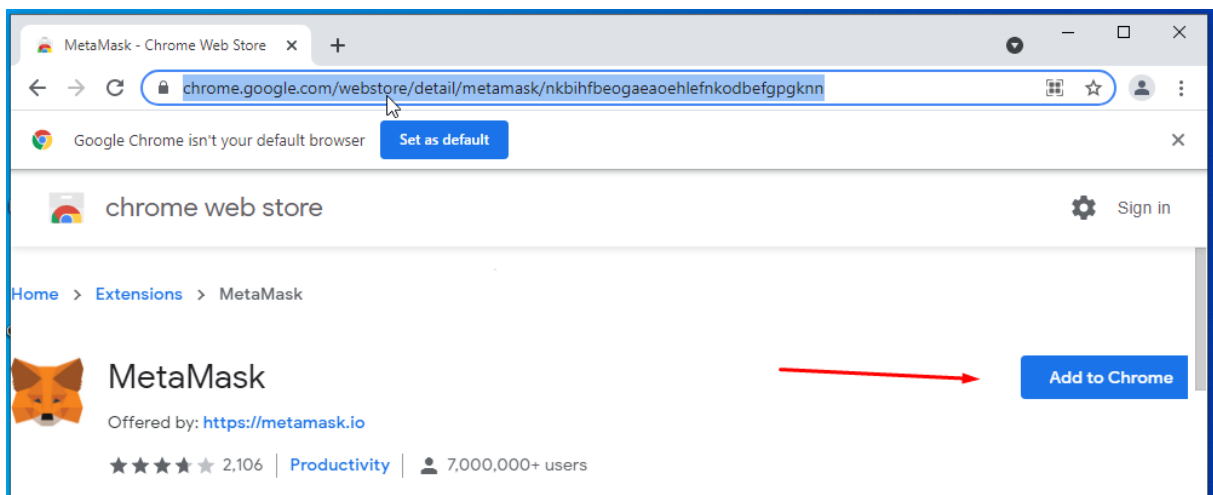 MetaMask - Chrome Web Store
chrome.google.com/webstore/detail/metamask/nkbihfbeogaeaoehlefnkodbefgpgknn
Google Chrome isn't your default browser Set as default
chrome web store Sign in
Home > Extensions > MetaMask
MetaMask Add to Chrome
Offered by: https://metamask.io
2,106 | Productivity | 7,000,000+ users